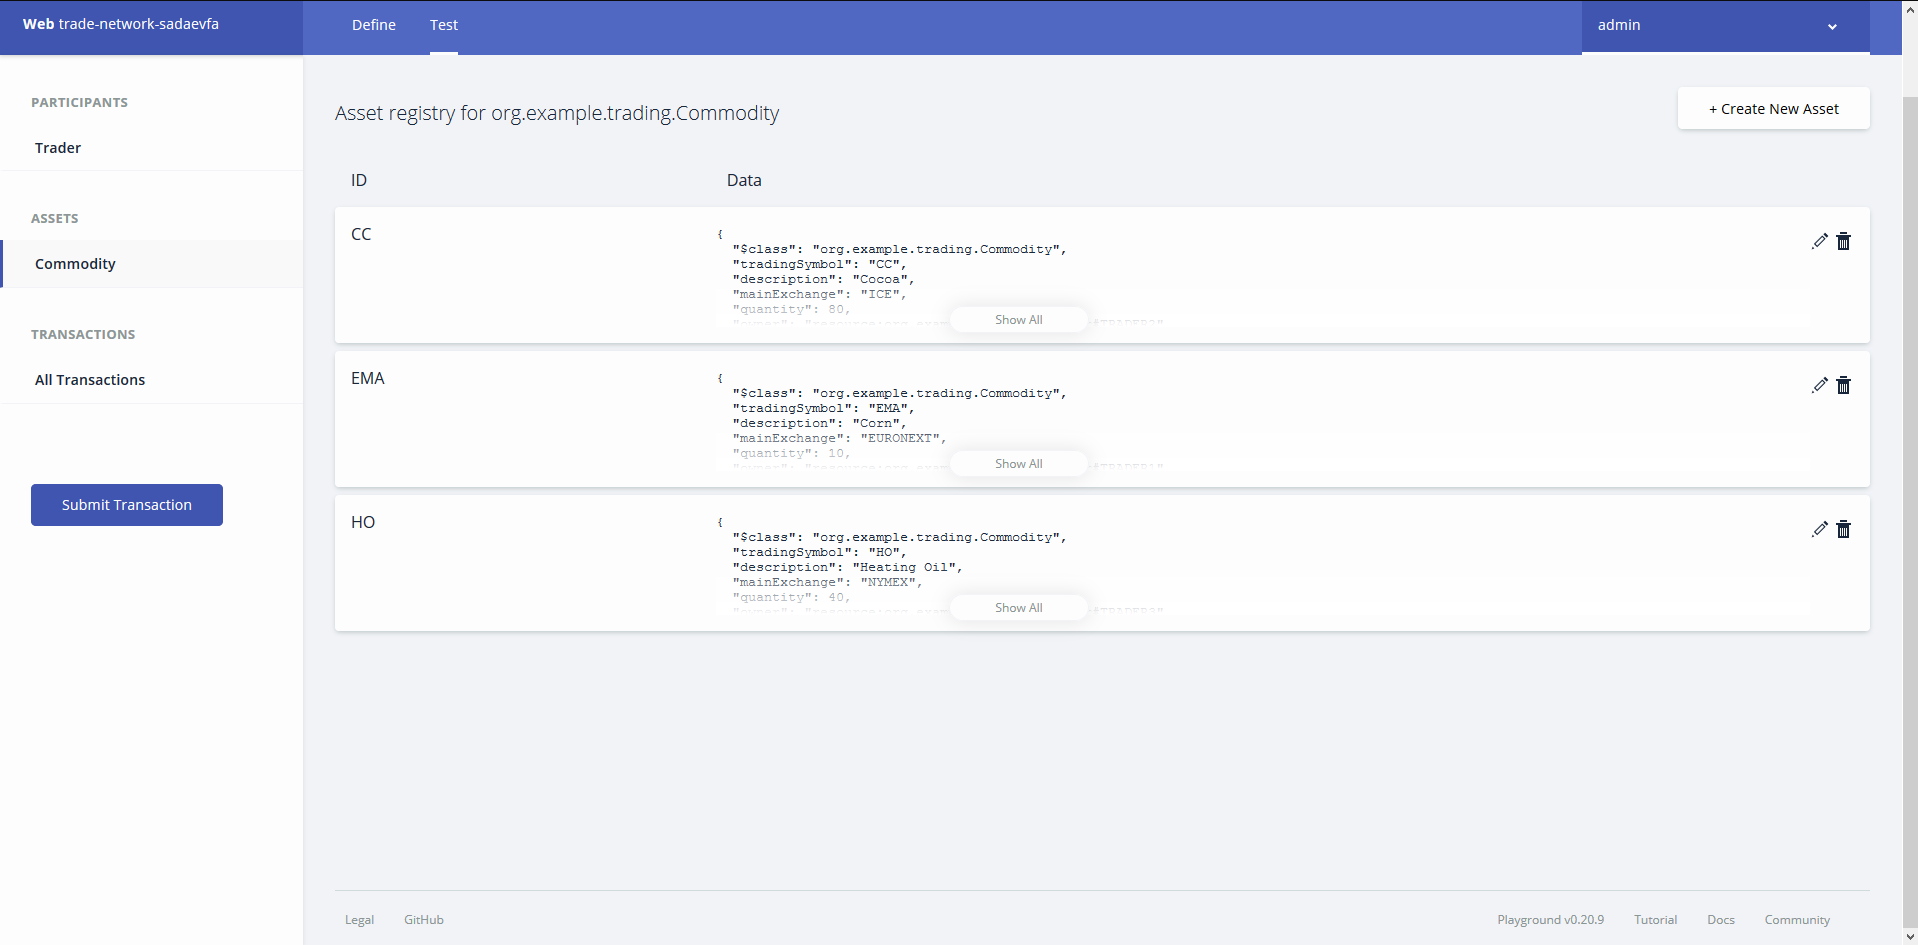 Web trade-network-sadaevfa
Define
Test
admin
PARTICIPANTS
Trader
ASSETS
Commodity
TRANSACTIONS
All Transactions
Submit Transaction
Asset registry for org.example.trading.Commodity
+ Create New Asset
ID Data
CC
{
"$class": "org.example.trading.Commodity",
"tradingSymbol": "CC",
"description": "Cocoa",
"mainExchange": "ICE",
"quantity": 80,
Show All
EMA
{
"$class": "org.example.trading.Commodity",
"tradingSymbol": "EMA",
"description": "Corn",
"mainExchange": "EURONEXT",
"quantity": 10,
Show All
HO
{
"$class": "org.example.trading.Commodity",
"tradingSymbol": "HO",
"description": "Heating Oil",
"mainExchange": "NYMEX",
"quantity": 40,
Show All
Legal GitHub Playground v0.20.9 Tutorial Docs Community